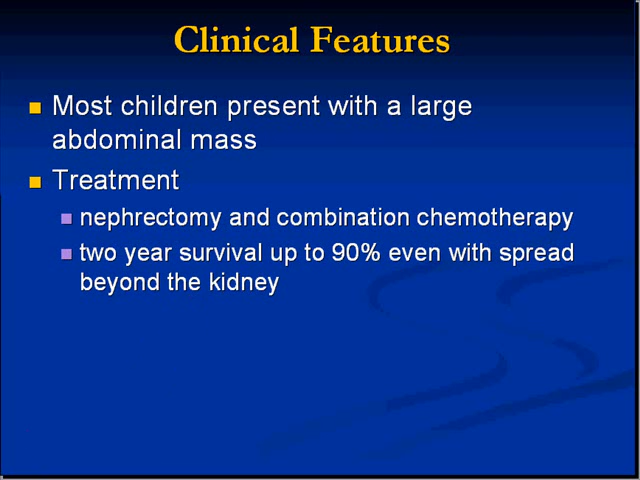 Clinical Features
Most children present with a large
abdominal mass
Treatment
nephrectomy and combination chemotherapy
two year survival up to 90% even with spread
beyond the kidney